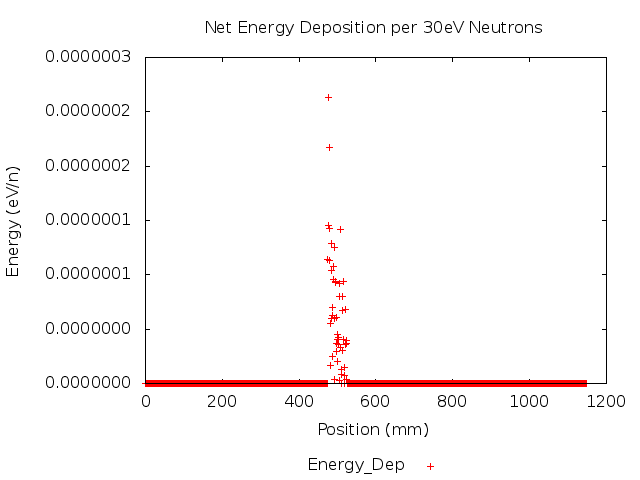 Net Energy Deposition per 30eV Neutrons
0.0000003
0.0000002
0.0000002
0.0000001
0.0000001
0.0000000
0.0000000
Energy (eV/n)
0 200 400 600 800 1000 1200
Position (mm)
Energy_Dep